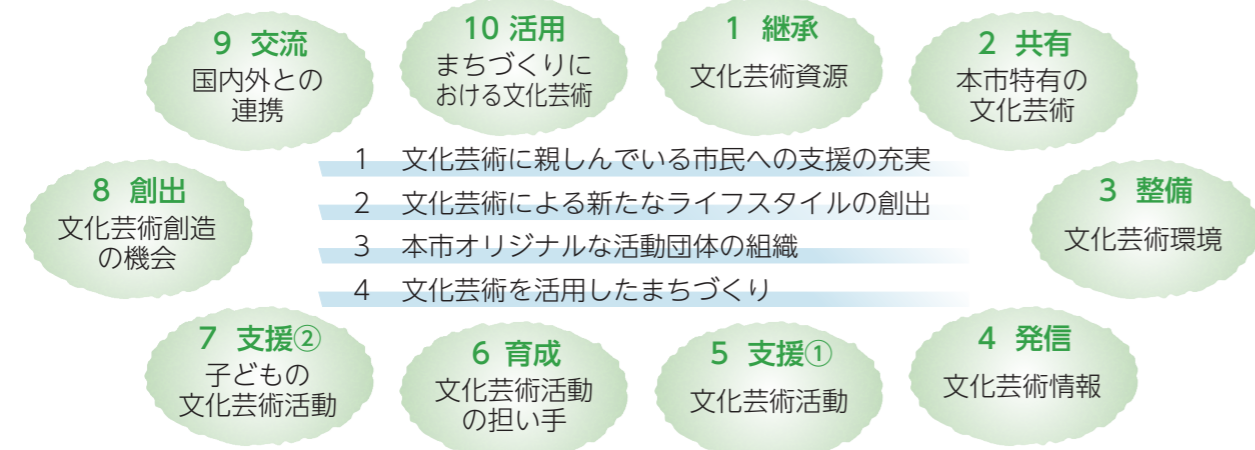 9 交流
国内外との
連携
10 活用
まちづくりに
おける文化芸術
1 継承
文化芸術資源
2 共有
本市特有の
文化芸術
1 文化芸術に親しんでいる市民への支援の充実
2 文化芸術による新たなライフスタイルの創出
3 本市オリジナルな活動団体の組織
4 文化芸術を活用したまちづくり
8 創出
文化芸術創造
の機会
3 整備
文化芸術環境
7 支援②
子どもの
文化芸術活動
6 育成
文化芸術活動
の担い手
5 支援①
文化芸術活動
4 発信
文化芸術情報